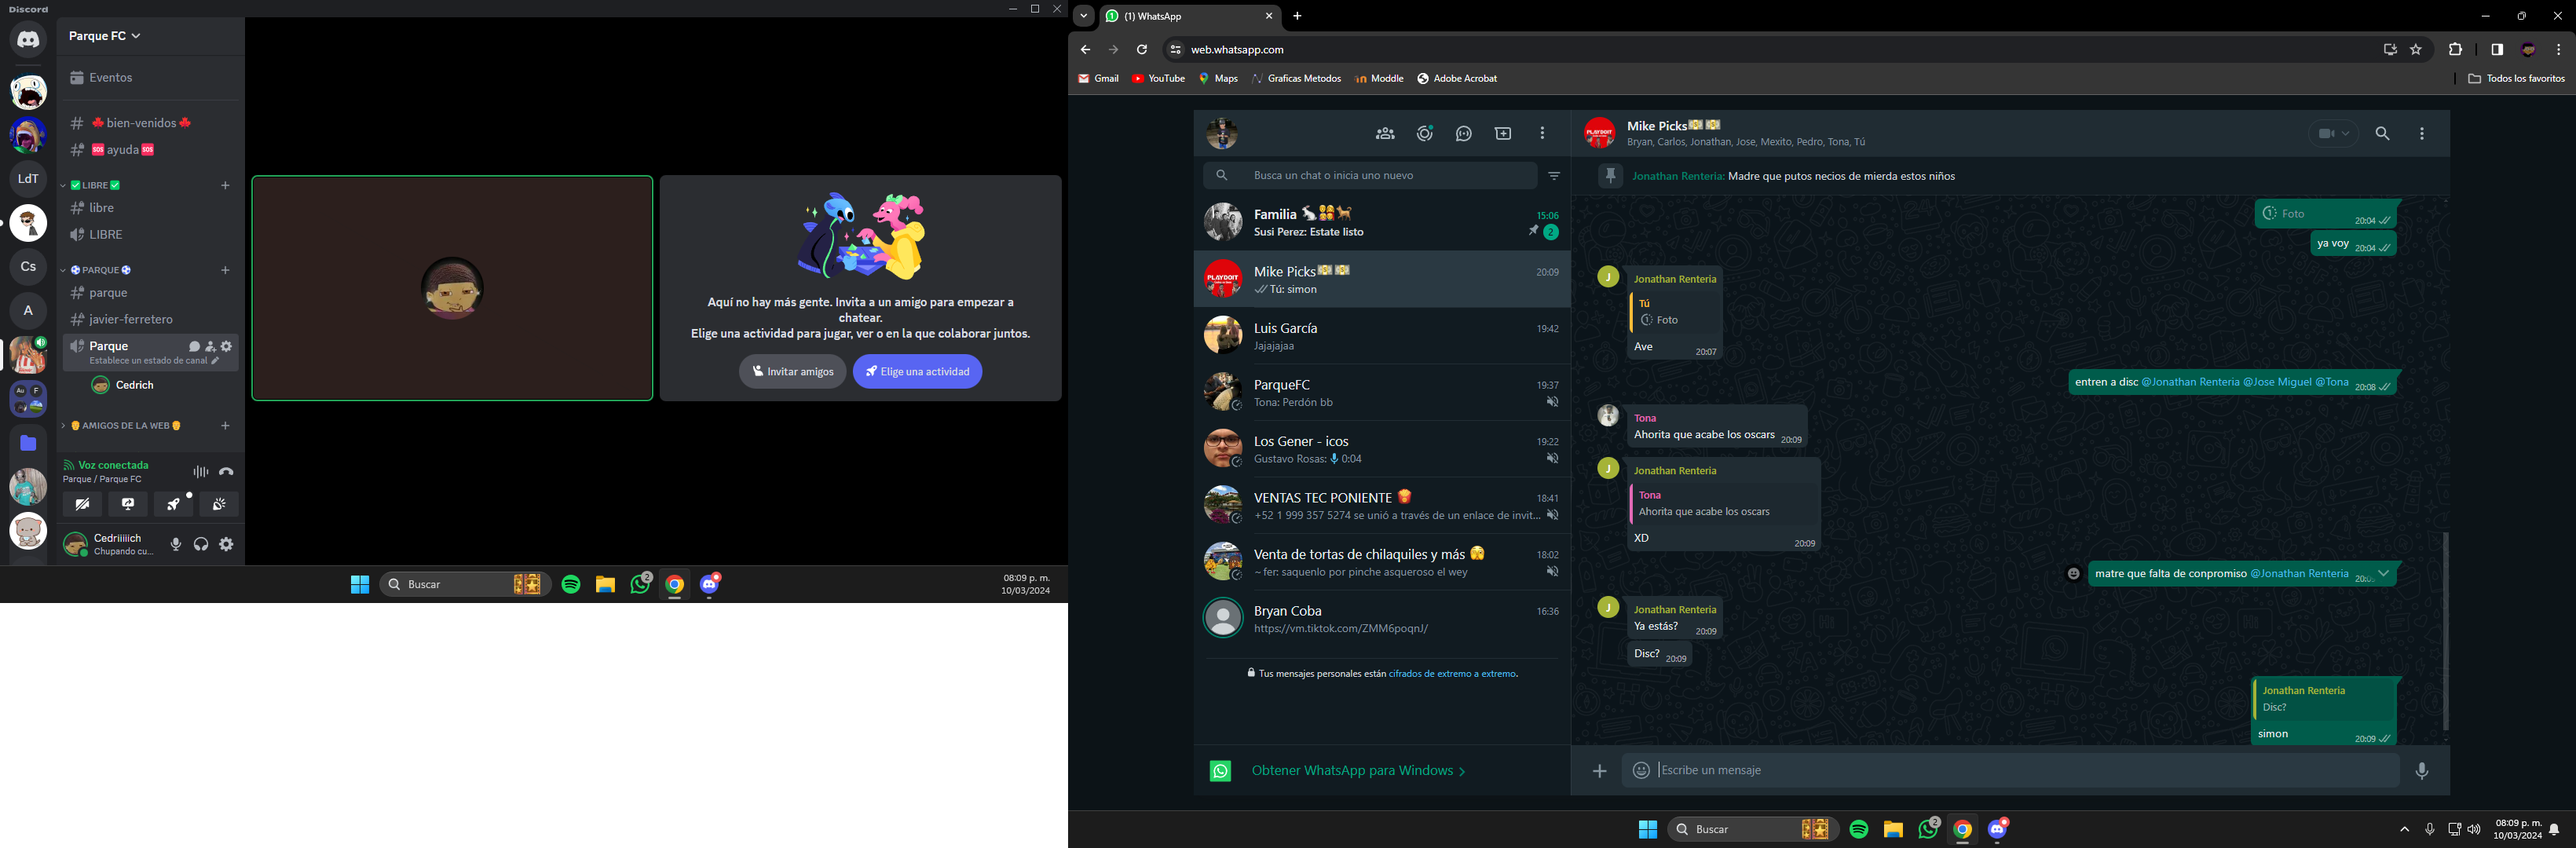 Discord
Parque FC
Eventos
bien-venidos
🆘ayuda🆘
✅LIBRE✅
libre
LIBRE
⚽PARQUE⚽
parque
javier-ferretero
Parque
Establece un estado de canal
Cedrich
AMIGOS DE LA WEB
LdT
Cs
A
Au F
Voz conectada
Parque / Parque FC
Cedriiiiich
Chupando cu...
Aquí no hay más gente. Invita a un amigo para empezar a
chatear.
Elige una actividad para jugar, ver o en la que colaborar juntos.
Invitar amigos
Elige una actividad
Buscar
2
08:09 p. m.
10/03/2024
(1) WhatsApp
web.whatsapp.com
Gmail
YouTube
Maps
Graficas Metodos
Moddle
Adobe Acrobat
Todos los favoritos
Busca un chat o inicia uno nuevo
Familia
15:06
Susi Perez: Estate listo
2
PLAYDOIT
Mike Picks
20:09
Tú: simon
Luis García
19:42
Jajajajaa
ParqueFC
19:37
Tona: Perdón bb
Los Gener - icos
19:22
Gustavo Rosas: 0:04
VENTAS TEC PONIENTE
18:41
+52 1 999 357 5274 se unió a través de un enlace de invit...
Venta de tortas de chilaquiles y más
18:02
~ fer: saquenlo por pinche asqueroso el wey
Bryan Coba
16:36
https://vm.tiktok.com/ZMM6poqnJ/
Tus mensajes personales están cifrados de extremo a extremo.
Obtener WhatsApp para Windows
PLAYDOIT
Mike Picks
Bryan, Carlos, Jonathan, Jose, Mexito, Pedro, Tona, Tú
Jonathan Renteria: Madre que putos necios de mierda estos niños
Foto
20:04
ya voy 20:04
J
Jonathan Renteria
Tú
Foto
Ave
20:07
entren a disc @Jonathan Renteria @Jose Miguel @Tona 20:08
Tona
Ahorita que acabe los oscars 20:09
J
Jonathan Renteria
Tona
Ahorita que acabe los oscars
XD
20:09
matre que falta de conpromiso @Jonathan Renteria
J
Jonathan Renteria
Ya estás? 20:09
Disc? 20:09
Jonathan Renteria
Disc?
simon
20:09
Escribe un mensaje
Buscar
2
08:09 p. m.
10/03/2024